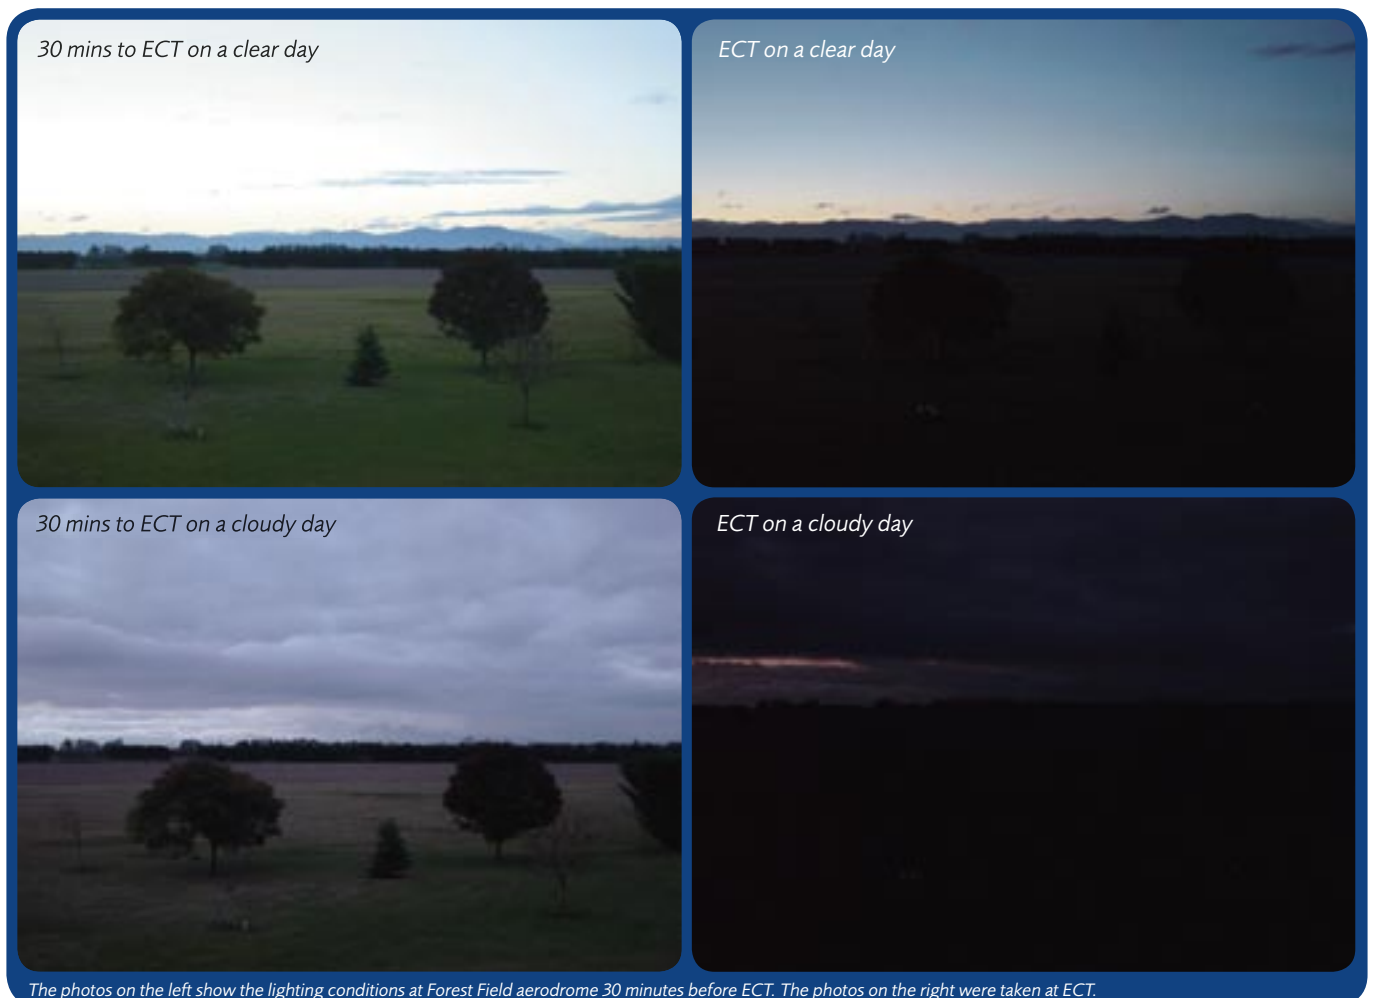 30 mins to ECT on a clear day
ECT on a clear day
30 mins to ECT on a cloudy day
ECT on a cloudy day
The photos on the left show the lighting conditions at Forest Field aerodrome 30 minutes before ECT. The photos on the right were taken at ECT.